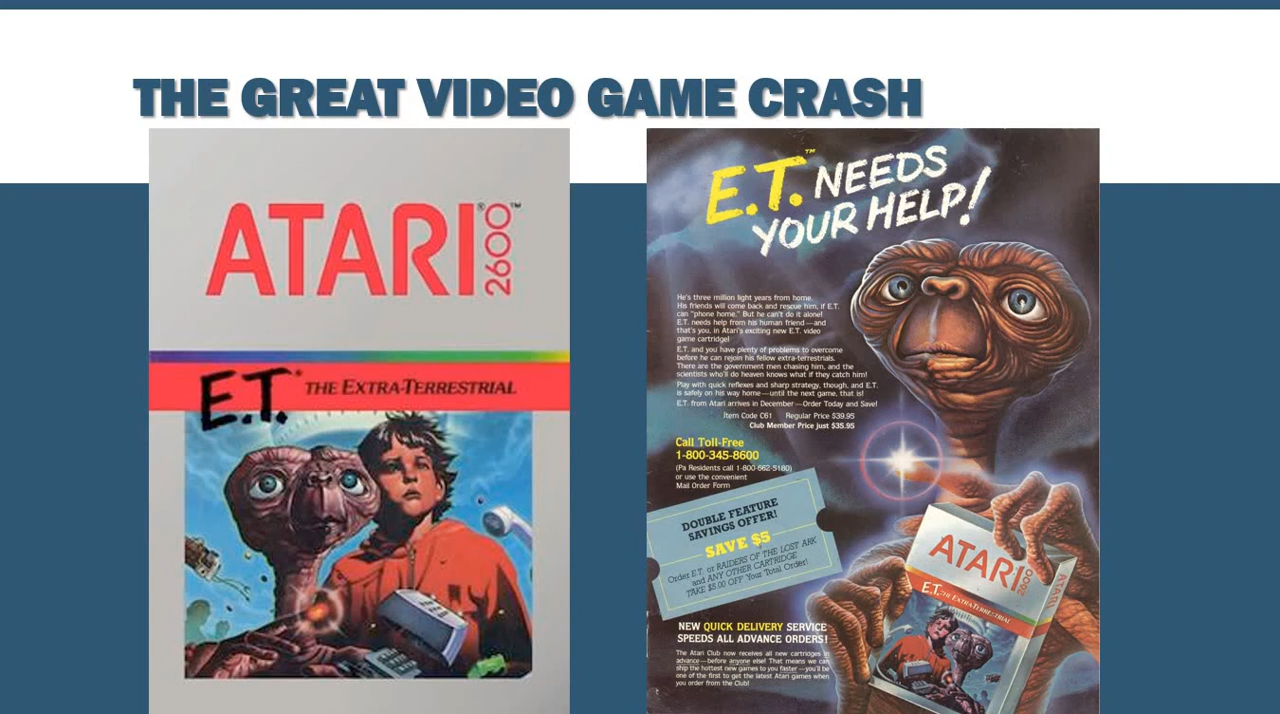 THE GREAT VIDEO GAME CRASH
ATARI® 2600™
E.T.® THE EXTRA-TERRESTRIAL
E.T.™ NEEDS
YOUR HELP!
He's three million light years from home.
His friends will come back and rescue him, if E.T.
can "phone home." But he can't do it alone!
E.T. needs help from his human friend—and
that's you, in Atari's exciting new E.T. video
game cartridge!
E.T. and you have plenty of problems to overcome
before he can rejoin his fellow extra-terrestrials.
There are the government men chasing him, and the
scientists who'll do heaven knows what if they catch him!
Play with quick reflexes and sharp strategy, though, and E.T.
is safely on his way home—until the next game, that is!
E.T. from Atari arrives in December—Order Today and Save!
Item Code C61 Regular Price $39.95
Club Member Price just $35.95
Call Toll-Free
1-800-345-8600
(Pa Residents call 1-800-662-5180)
or use the convenient
Mail Order Form
DOUBLE FEATURE
SAVINGS OFFER!
SAVE $5
Order E.T. or RAIDERS OF THE LOST ARK
and ANY OTHER CARTRIDGE
TAKE $5.00 OFF Your Total Order!
NEW QUICK DELIVERY SERVICE
SPEEDS ALL ADVANCE ORDERS!
The Atari Club now receives all new cartridges in
advance—before anyone else! That means we can
ship the hottest new games to you faster—you'll be
one of the first to get the latest Atari games when
you order from the Club!
ATARI 2600
E.T. THE EXTRA-TERRESTRIAL
ATARI